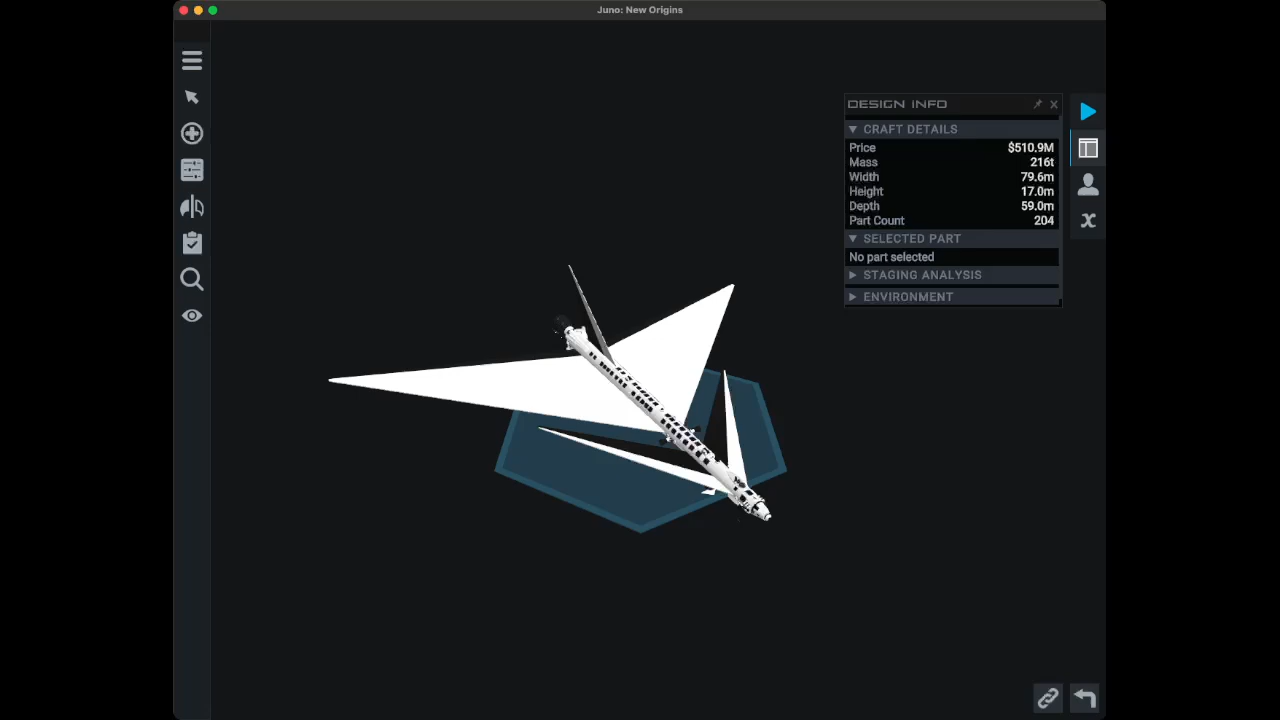 Juno: New Origins
DESIGN INFO
CRAFT DETAILS
Price $510.9M
Mass 216t
Width 79.6m
Height 17.0m
Depth 59.0m
Part Count 204
SELECTED PART
No part selected
STAGING ANALYSIS
ENVIRONMENT